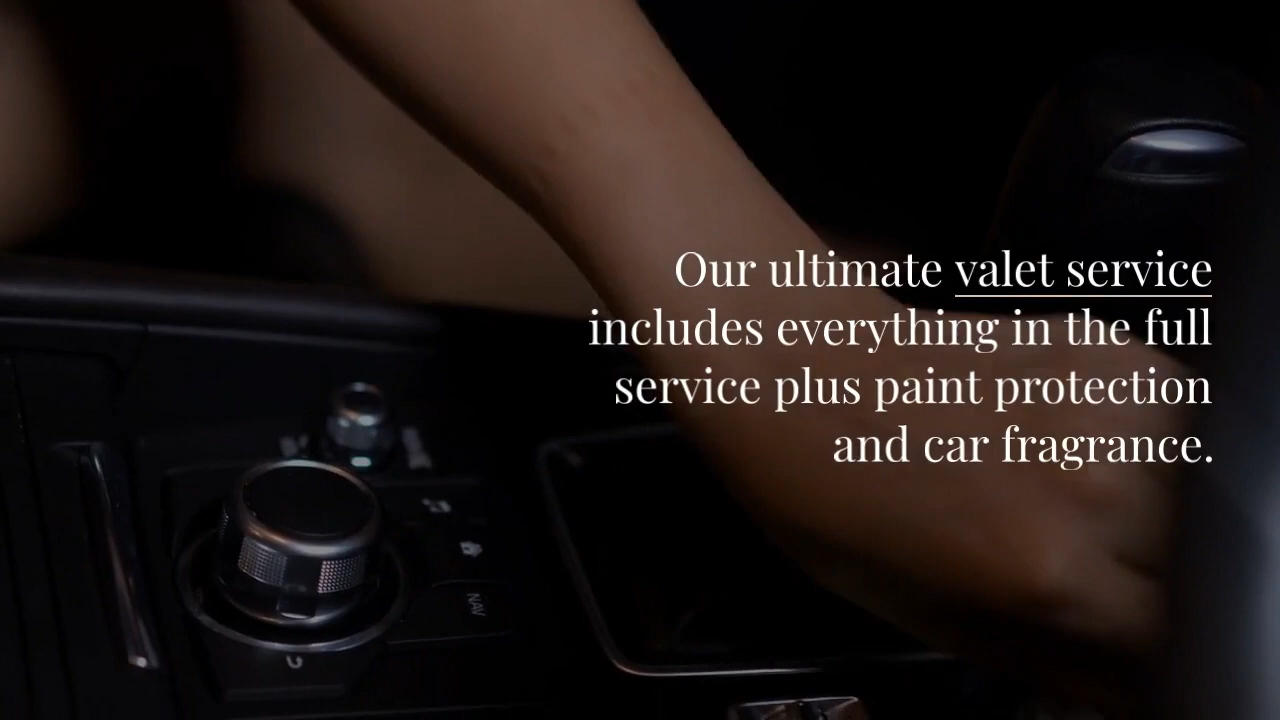 Our ultimate valet service
includes everything in the full
service plus paint protection
and car fragrance.
NAV